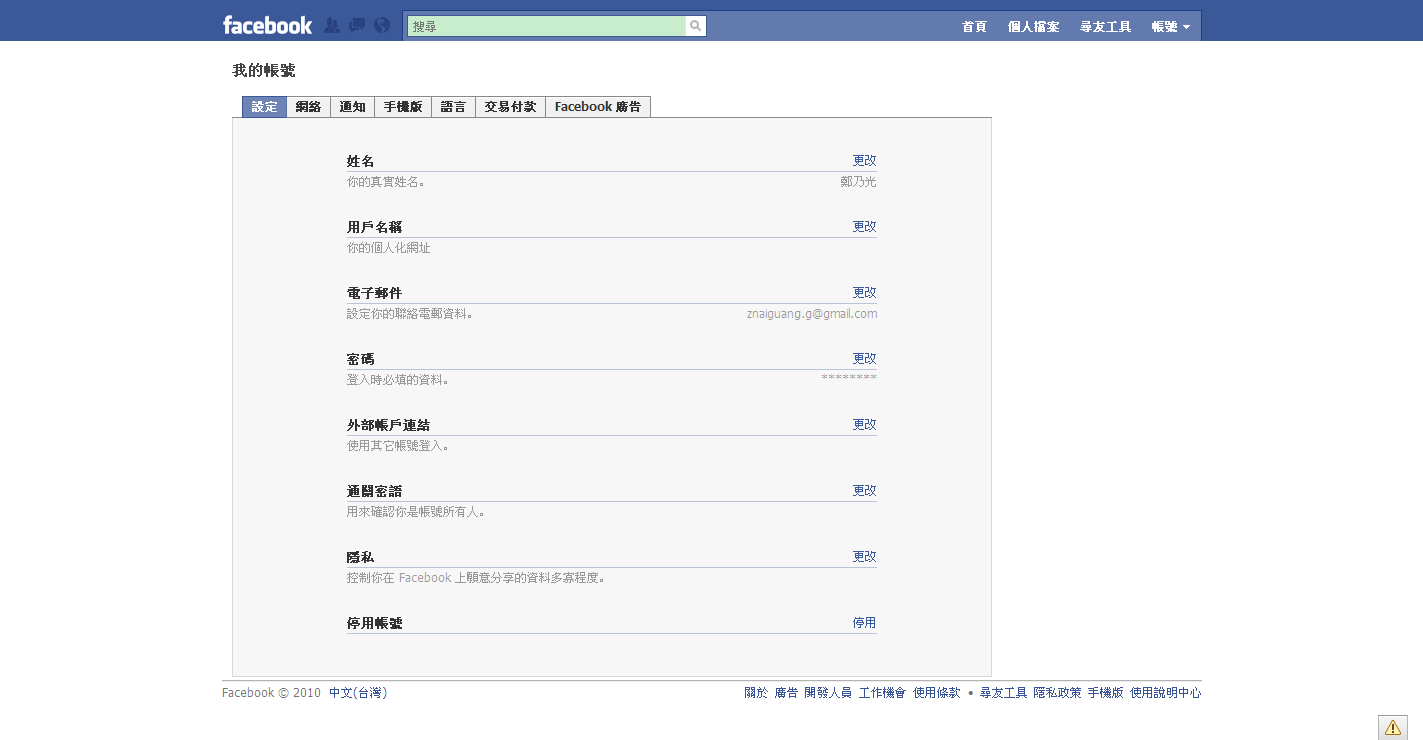 facebook 搜尋 首頁 個人檔案 尋友工具 帳號
我的帳號
設定 網絡 通知 手機版 語言 交易付款 Facebook 廣告
姓名 更改
你的真實姓名。 鄭乃光
用戶名稱 更改
你的個人化網址
電子郵件 更改
設定你的聯絡電郵資料。 znaiguang.g@gmail.com
密碼 更改
登入時必填的資料。 ********
外部帳戶連結 更改
使用其它帳號登入。
通關密語 更改
用來確認你是帳號所有人。
隱私 更改
控制你在 Facebook 上願意分享的資料多寡程度。
停用帳號 停用
Facebook © 2010 中文(台灣) 關於 廣告 開發人員 工作機會 使用條款 • 尋友工具 隱私政策 手機版 使用說明中心